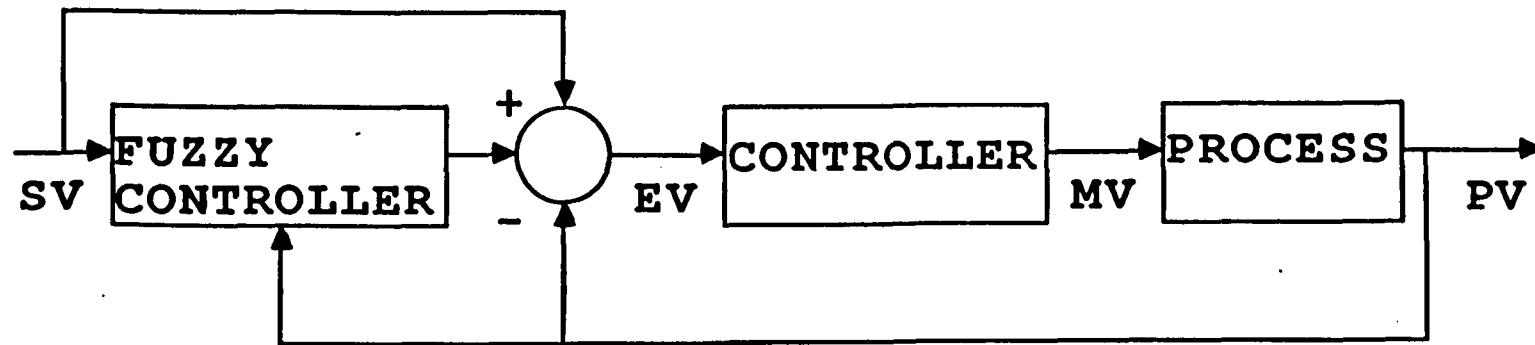 +
FUZZY
CONTROLLER
CONTROLLER
PROCESS
SV
-
EV
MV
PV